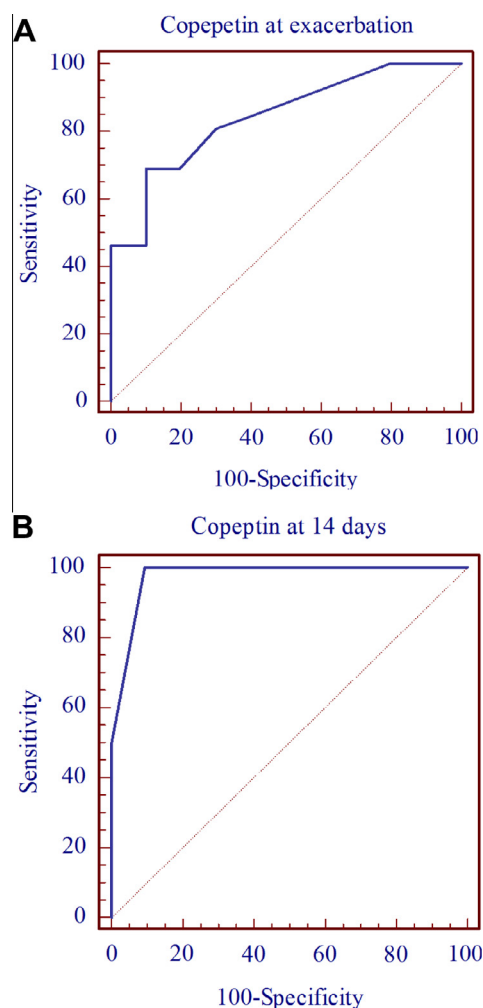 A
Copepetin at exacerbation
100
80
60
40
20
0
Sensitivity
0 20 40 60 80 100
100-Specificity
B
Copeptin at 14 days
100
80
60
40
20
0
Sensitivity
0 20 40 60 80 100
100-Specificity